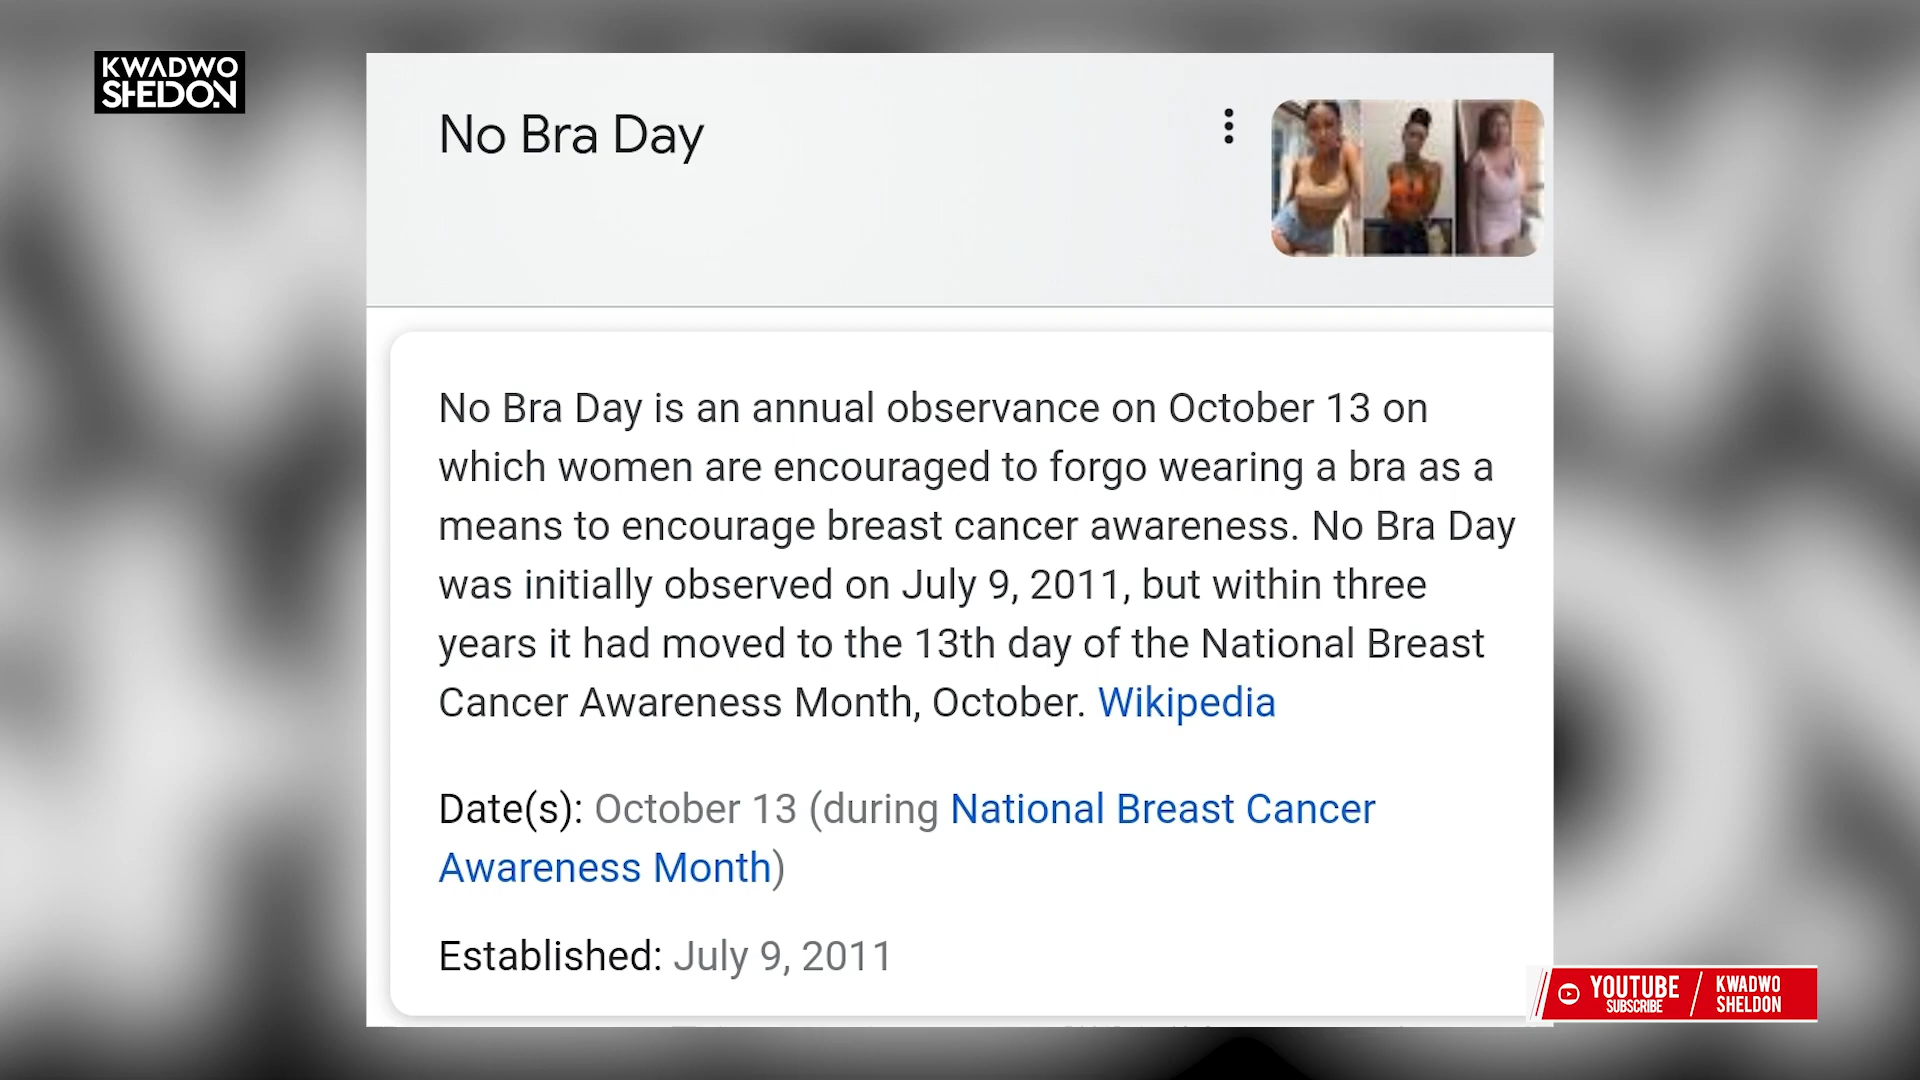 KWADWO
SHELDON
No Bra Day
No Bra Day is an annual observance on October 13 on
which women are encouraged to forgo wearing a bra as a
means to encourage breast cancer awareness. No Bra Day
was initially observed on July 9, 2011, but within three
years it had moved to the 13th day of the National Breast
Cancer Awareness Month, October. Wikipedia
Date(s): October 13 (during National Breast Cancer
Awareness Month)
Established: July 9, 2011
YOUTUBE
SUBSCRIBE
KWADWO
SHELDON